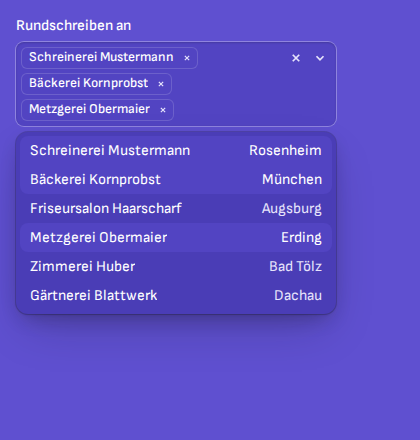 Rundschreiben an
Schreinerei Mustermann ×
Bäckerei Kornprobst ×
Metzgerei Obermaier ×
Schreinerei Mustermann Rosenheim
Bäckerei Kornprobst München
Friseursalon Haarscharf Augsburg
Metzgerei Obermaier Erding
Zimmerei Huber Bad Tölz
Gärtnerei Blattwerk Dachau